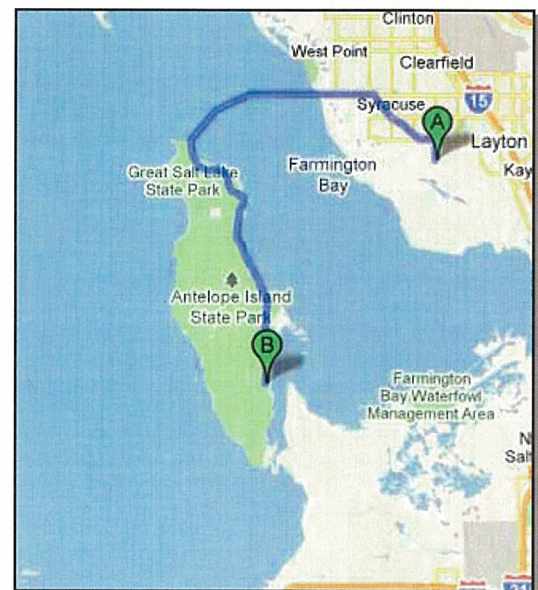 Clinton
West Point
Clearfield
Syracuse
15
A
Layton
Kay
Farmington
Bay
Great Salt Lake
State Park
Antelope Island
State Park
B
Farmington
Bay Waterfowl
Management Area
N
Salt